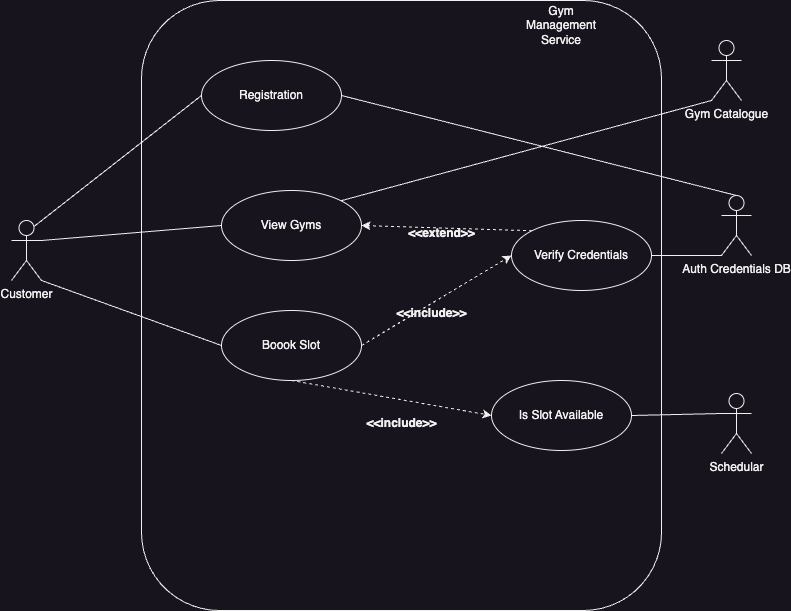 Gym
Management
Service
Registration
Gym Catalogue
View Gyms
<<extend>>
Verify Credentials
Auth Credentials DB
Customer
<<include>>
Boook Slot
Is Slot Available
<<include>>
Schedular